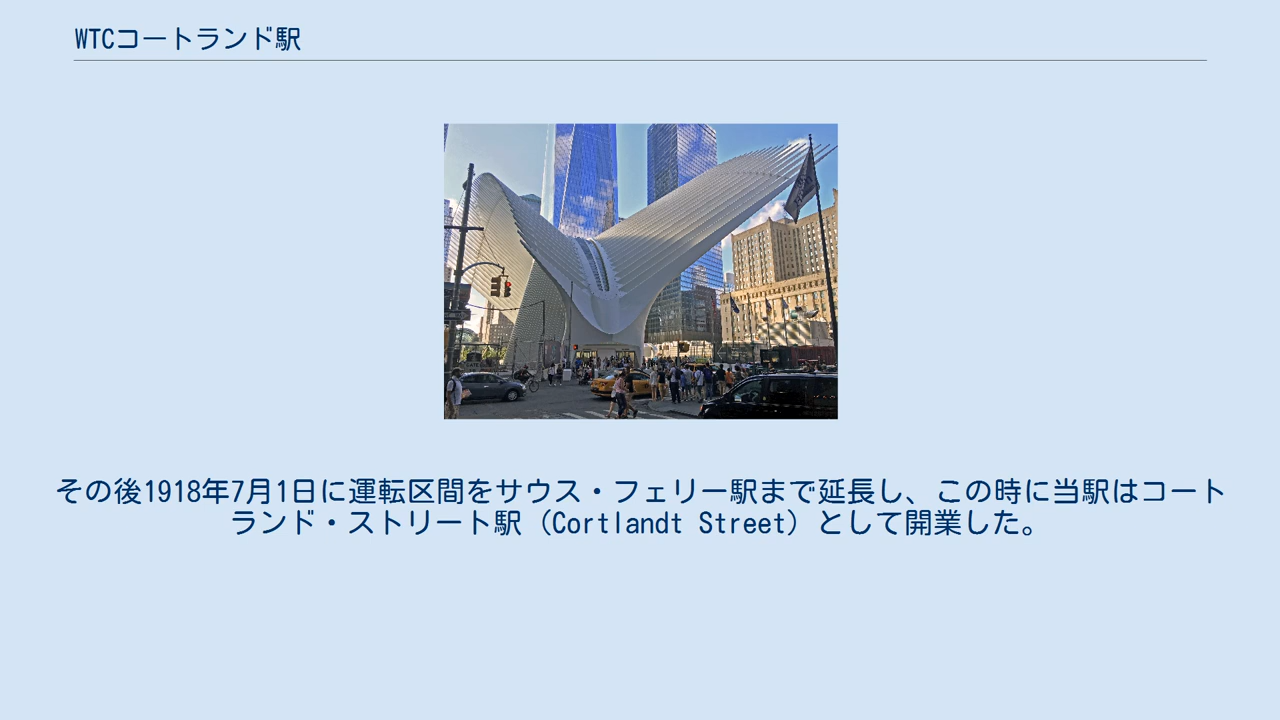 WTCコートランド駅
その後1918年7月1日に運転区間をサウス・フェリー駅まで延長し、この時に当駅はコート
ランド・ストリート駅（Cortlandt Street）として開業した。